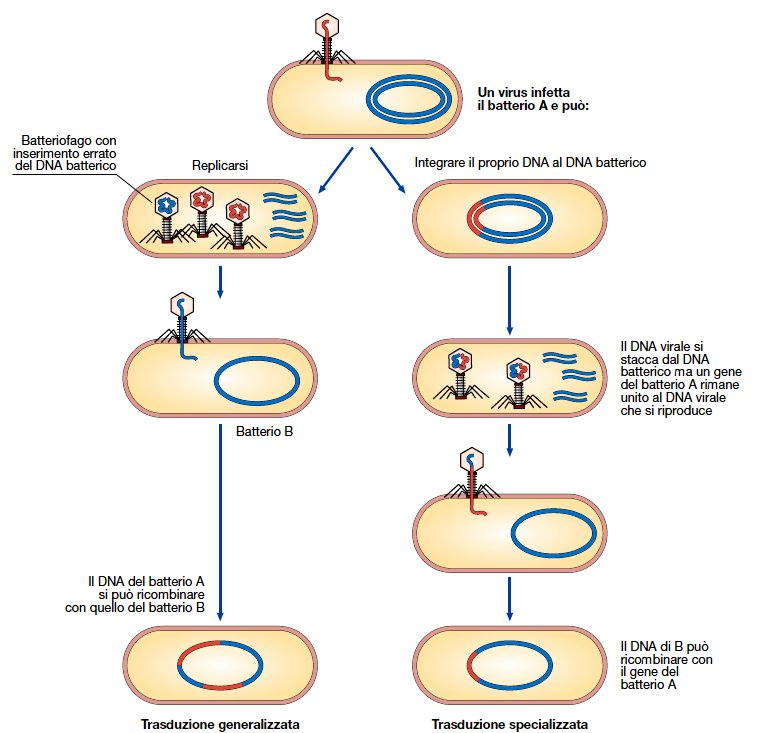 Un virus infetta
il batterio A e può:
Batteriofago con
inserimento errato
del DNA batterico
Replicarsi
Integrare il proprio DNA al DNA batterico
Batterio B
Il DNA virale si
stacca dal DNA
batterico ma un gene
del batterio A rimane
unito al DNA virale
che si riproduce
Il DNA del batterio A
si può ricombinare
con quello del batterio B
Il DNA di B può
ricombinare con
il gene del
batterio A
Trasduzione generalizzata
Trasduzione specializzata